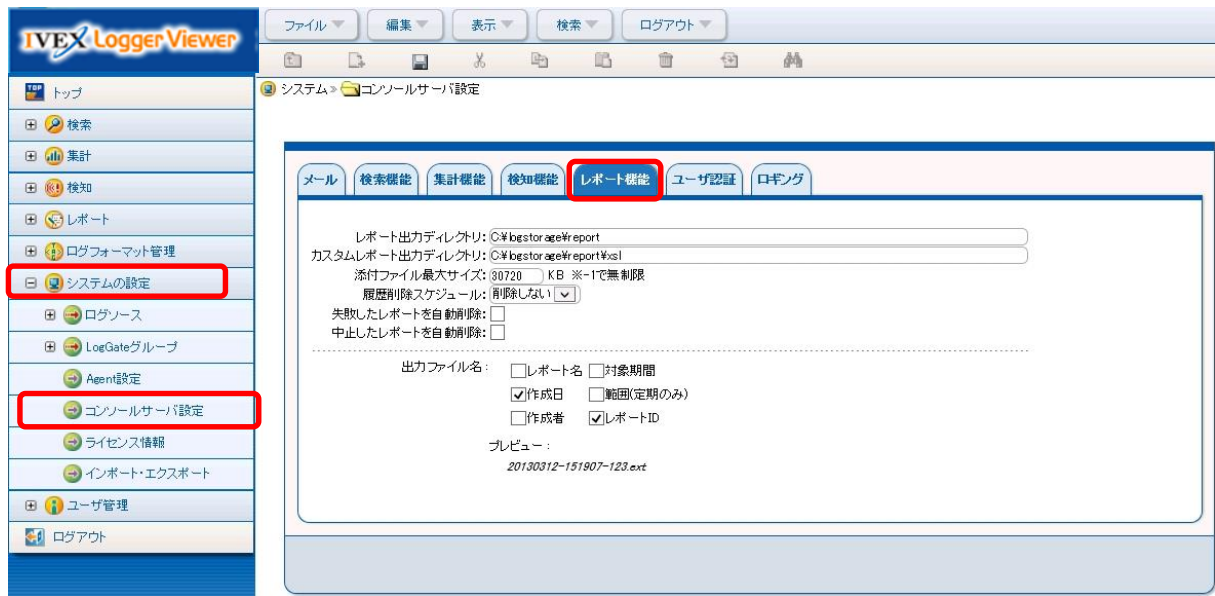 IVEX Logger Viewer
ファイル
編集
表示
検索
ログアウト
システム » コンソールサーバ設定
TOP トップ
検索
集計
検知
レポート
ログフォーマット管理
システムの設定
ログソース
LogGateグループ
Agent設定
コンソールサーバ設定
ライセンス情報
インポート・エクスポート
ユーザ管理
ログアウト
メール
検索機能
集計機能
検知機能
レポート機能
ユーザ認証
ロギング
レポート出力ディレクトリ: C:¥logstorage¥report
カスタムレポート出力ディレクトリ: C:¥logstorage¥report¥xsl
添付ファイル最大サイズ: 30720 KB ※-1で無制限
履歴削除スケジュール: 削除しない
失敗したレポートを自動削除:
中止したレポートを自動削除:
出力ファイル名:
レポート名 対象期間
作成日 範囲(定期のみ)
作成者 レポートID
プレビュー:
20130312-151907-123.ext